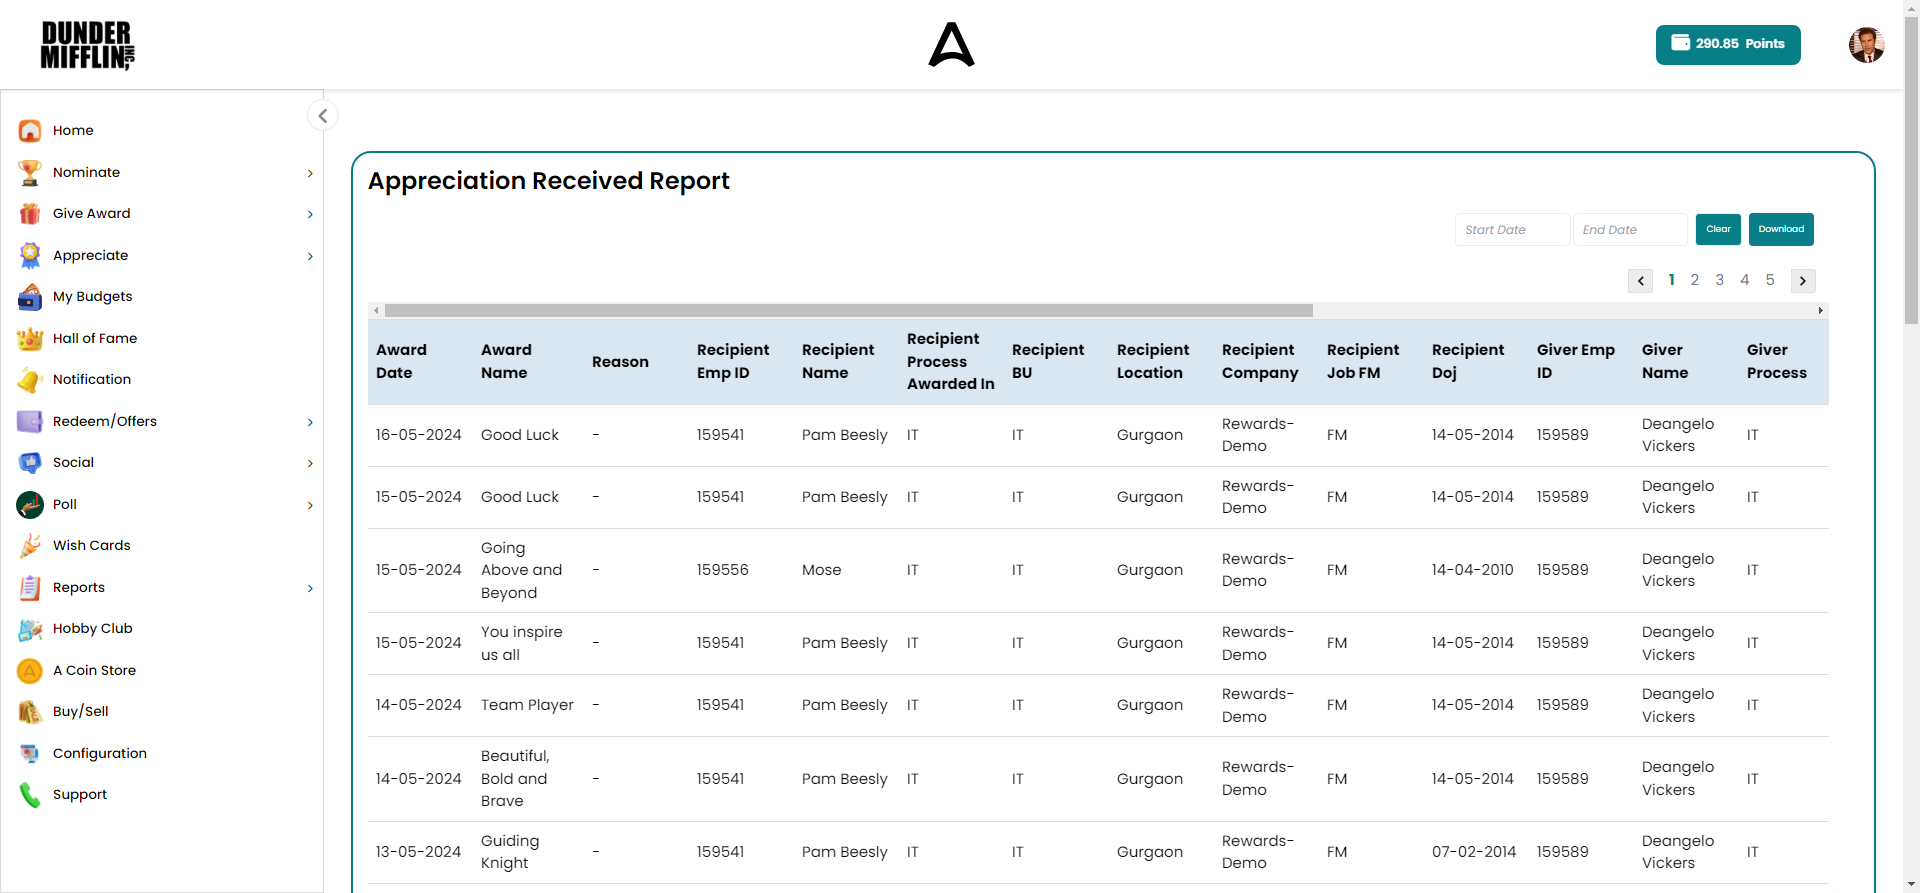 DUNDER
MIFFLIN, INC
290.85 Points
Home
Nominate
Give Award
Appreciate
My Budgets
Hall of Fame
Notification
Redeem/Offers
Social
Poll
Wish Cards
Reports
Hobby Club
A Coin Store
Buy/Sell
Configuration
Support
Appreciation Received Report
Start Date End Date Clear Download
1 2 3 4 5
Award Date Award Name Reason Recipient Emp ID Recipient Name Recipient Process Awarded In Recipient BU Recipient Location Recipient Company Recipient Job FM Recipient Doj Giver Emp ID Giver Name Giver Process
16-05-2024 Good Luck - 159541 Pam Beesly IT IT Gurgaon Rewards-Demo FM 14-05-2014 159589 Deangelo Vickers IT
15-05-2024 Good Luck - 159541 Pam Beesly IT IT Gurgaon Rewards-Demo FM 14-05-2014 159589 Deangelo Vickers IT
15-05-2024 Going Above and Beyond - 159556 Mose IT IT Gurgaon Rewards-Demo FM 14-04-2010 159589 Deangelo Vickers IT
15-05-2024 You inspire us all - 159541 Pam Beesly IT IT Gurgaon Rewards-Demo FM 14-05-2014 159589 Deangelo Vickers IT
14-05-2024 Team Player - 159541 Pam Beesly IT IT Gurgaon Rewards-Demo FM 14-05-2014 159589 Deangelo Vickers IT
14-05-2024 Beautiful, Bold and Brave - 159541 Pam Beesly IT IT Gurgaon Rewards-Demo FM 14-05-2014 159589 Deangelo Vickers IT
13-05-2024 Guiding Knight - 159541 Pam Beesly IT IT Gurgaon Rewards-Demo FM 07-02-2014 159589 Deangelo Vickers IT